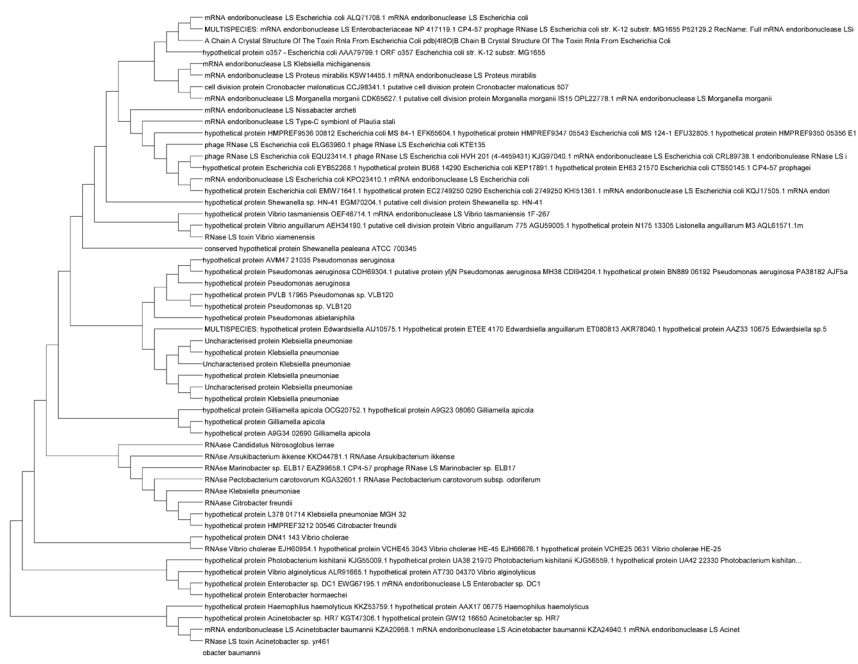 mRNA endoribonuclease LS Escherichia coli ALQ71708.1 mRNA endoribonuclease LS Escherichia coli
MULTISPECIES: mRNA endoribonuclease LS Enterobacteriaceae NP 417119.1 CP4-57 prophage RNase LS Escherichia coli str. K-12 substr. MG1655 P52129.2 RecName: Full mRNA endoribonuclease LSi
A Chain A Crystal Structure Of The Toxin Rnla From Escherichia Coli pdb|4I8O|B Chain B Crystal Structure Of The Toxin Rnla From Escherichia Coli
hypothetical protein o357 - Escherichia coli AAA79799.1 ORF o357 Escherichia coli str. K-12 substr. MG1655
mRNA endoribonuclease LS Klebsiella michiganensis
mRNA endoribonuclease LS Proteus mirabilis KSW14455.1 mRNA endoribonuclease LS Proteus mirabilis
cell division protein Cronobacter malonaticus CCJ98341.1 putative cell division protein Cronobacter malonaticus 507
mRNA endoribonuclease LS Morganella morganii CDK65627.1 putative cell division protein Morganella morganii IS15 OPL22778.1 mRNA endoribonuclease LS Morganella morganii
mRNA endoribonuclease LS Nissabacter archeti
mRNA endoribonuclease LS Type-C symbiont of Plautia stali
hypothetical protein HMPREF9536 00812 Escherichia coli MS 84-1 EFK65604.1 hypothetical protein HMPREF9347 05543 Escherichia coli MS 124-1 EFU32805.1 hypothetical protein HMPREF9350 05356 E1
phage RNase LS Escherichia coli ELG63960.1 phage RNase LS Escherichia coli KTE135
phage RNase LS Escherichia coli EQU23414.1 phage RNase LS Escherichia coli HVH 201 (4-4459431) KJG97040.1 mRNA endoribonuclease LS Escherichia coli CRL89738.1 endoribonulease RNase LS i
hypothetical protein Escherichia coli EYB52268.1 hypothetical protein BU68 14290 Escherichia coli KEP17891.1 hypothetical protein EH63 21570 Escherichia coli CTS50145.1 CP4-57 prophagei
mRNA endoribonuclease LS Escherichia coli KPO23410.1 mRNA endoribonuclease LS Escherichia coli
hypothetical protein Escherichia coli EMW71641.1 hypothetical protein EC2749250 0290 Escherichia coli 2749250 KHI51361.1 mRNA endoribonuclease LS Escherichia coli KQJ17505.1 mRNA endori
hypothetical protein Shewanella sp. HN-41 EGM70204.1 putative cell division protein Shewanella sp. HN-41
hypothetical protein Vibrio tasmaniensis OEF46714.1 mRNA endoribonuclease LS Vibrio tasmaniensis 1F-267
hypothetical protein Vibrio anguillarum AEH34190.1 putative cell division protein Vibrio anguillarum 775 AGU59005.1 hypothetical protein N175 13305 Listonella anguillarum M3 AQL61571.1m
RNase LS toxin Vibrio xiamenensis
conserved hypothetical protein Shewanella pealeana ATCC 700345
hypothetical protein AVM47 21035 Pseudomonas aeruginosa
hypothetical protein Pseudomonas aeruginosa CDH69304.1 putative protein yfjN Pseudomonas aeruginosa MH38 CDI94204.1 hypothetical protein BN889 06192 Pseudomonas aeruginosa PA38182 AJF5a
hypothetical protein Pseudomonas aeruginosa
hypothetical protein PVLB 17965 Pseudomonas sp. VLB120
hypothetical protein Pseudomonas sp. VLB120
hypothetical protein Pseudomonas abietaniphila
MULTISPECIES: hypothetical protein Edwardsiella AIJ10575.1 Hypothetical protein ETEE 4170 Edwardsiella anguillarum ET080813 AKR78040.1 hypothetical protein AAZ33 10675 Edwardsiella sp.5
Uncharacterised protein Klebsiella pneumoniae
hypothetical protein Klebsiella pneumoniae
Uncharacterised protein Klebsiella pneumoniae
hypothetical protein Klebsiella pneumoniae
Uncharacterised protein Klebsiella pneumoniae
hypothetical protein Klebsiella pneumoniae
hypothetical protein Gilliamella apicola OCG20752.1 hypothetical protein A9G23 08060 Gilliamella apicola
hypothetical protein Gilliamella apicola
hypothetical protein A9G34 02690 Gilliamella apicola
RNAase Candidatus Nitrosoglobus terrae
RNAse Arsukibacterium ikkense KKO44781.1 RNAase Arsukibacterium ikkense
RNAse Marinobacter sp. ELB17 EAZ99658.1 CP4-57 prophage RNase LS Marinobacter sp. ELB17
RNAse Pectobacterium carotovorum KGA32601.1 RNAase Pectobacterium carotovorum subsp. odoriferum
RNAse Klebsiella pneumoniae
RNAase Citrobacter freundii
hypothetical protein L378 01714 Klebsiella pneumoniae MGH 32
hypothetical protein HMPREF3212 00546 Citrobacter freundii
hypothetical protein DN41 143 Vibrio cholerae
RNAse Vibrio cholerae EJH60954.1 hypothetical protein VCHE45 3043 Vibrio cholerae HE-45 EJH66676.1 hypothetical protein VCHE25 0631 Vibrio cholerae HE-25
hypothetical protein Photobacterium kishitanii KJG55009.1 hypothetical protein UA38 21970 Photobacterium kishitanii KJG56559.1 hypothetical protein UA42 22330 Photobacterium kishitan...
hypothetical protein Vibrio alginolyticus ALR91665.1 hypothetical protein AT730 04370 Vibrio alginolyticus
hypothetical protein Enterobacter sp. DC1 EWG67195.1 mRNA endoribonuclease LS Enterobacter sp. DC1
hypothetical protein Enterobacter hormaechei
hypothetical protein Haemophilus haemolyticus KKZ53759.1 hypothetical protein AAX17 06775 Haemophilus haemolyticus
hypothetical protein Acinetobacter sp. HR7 KGT47306.1 hypothetical protein GW12 16650 Acinetobacter sp. HR7
mRNA endoribonuclease LS Acinetobacter baumannii KZA20958.1 mRNA endoribonuclease LS Acinetobacter baumannii KZA24940.1 mRNA endoribonuclease LS Acinet
RNase LS toxin Acinetobacter sp. yr461
obacter baumannii